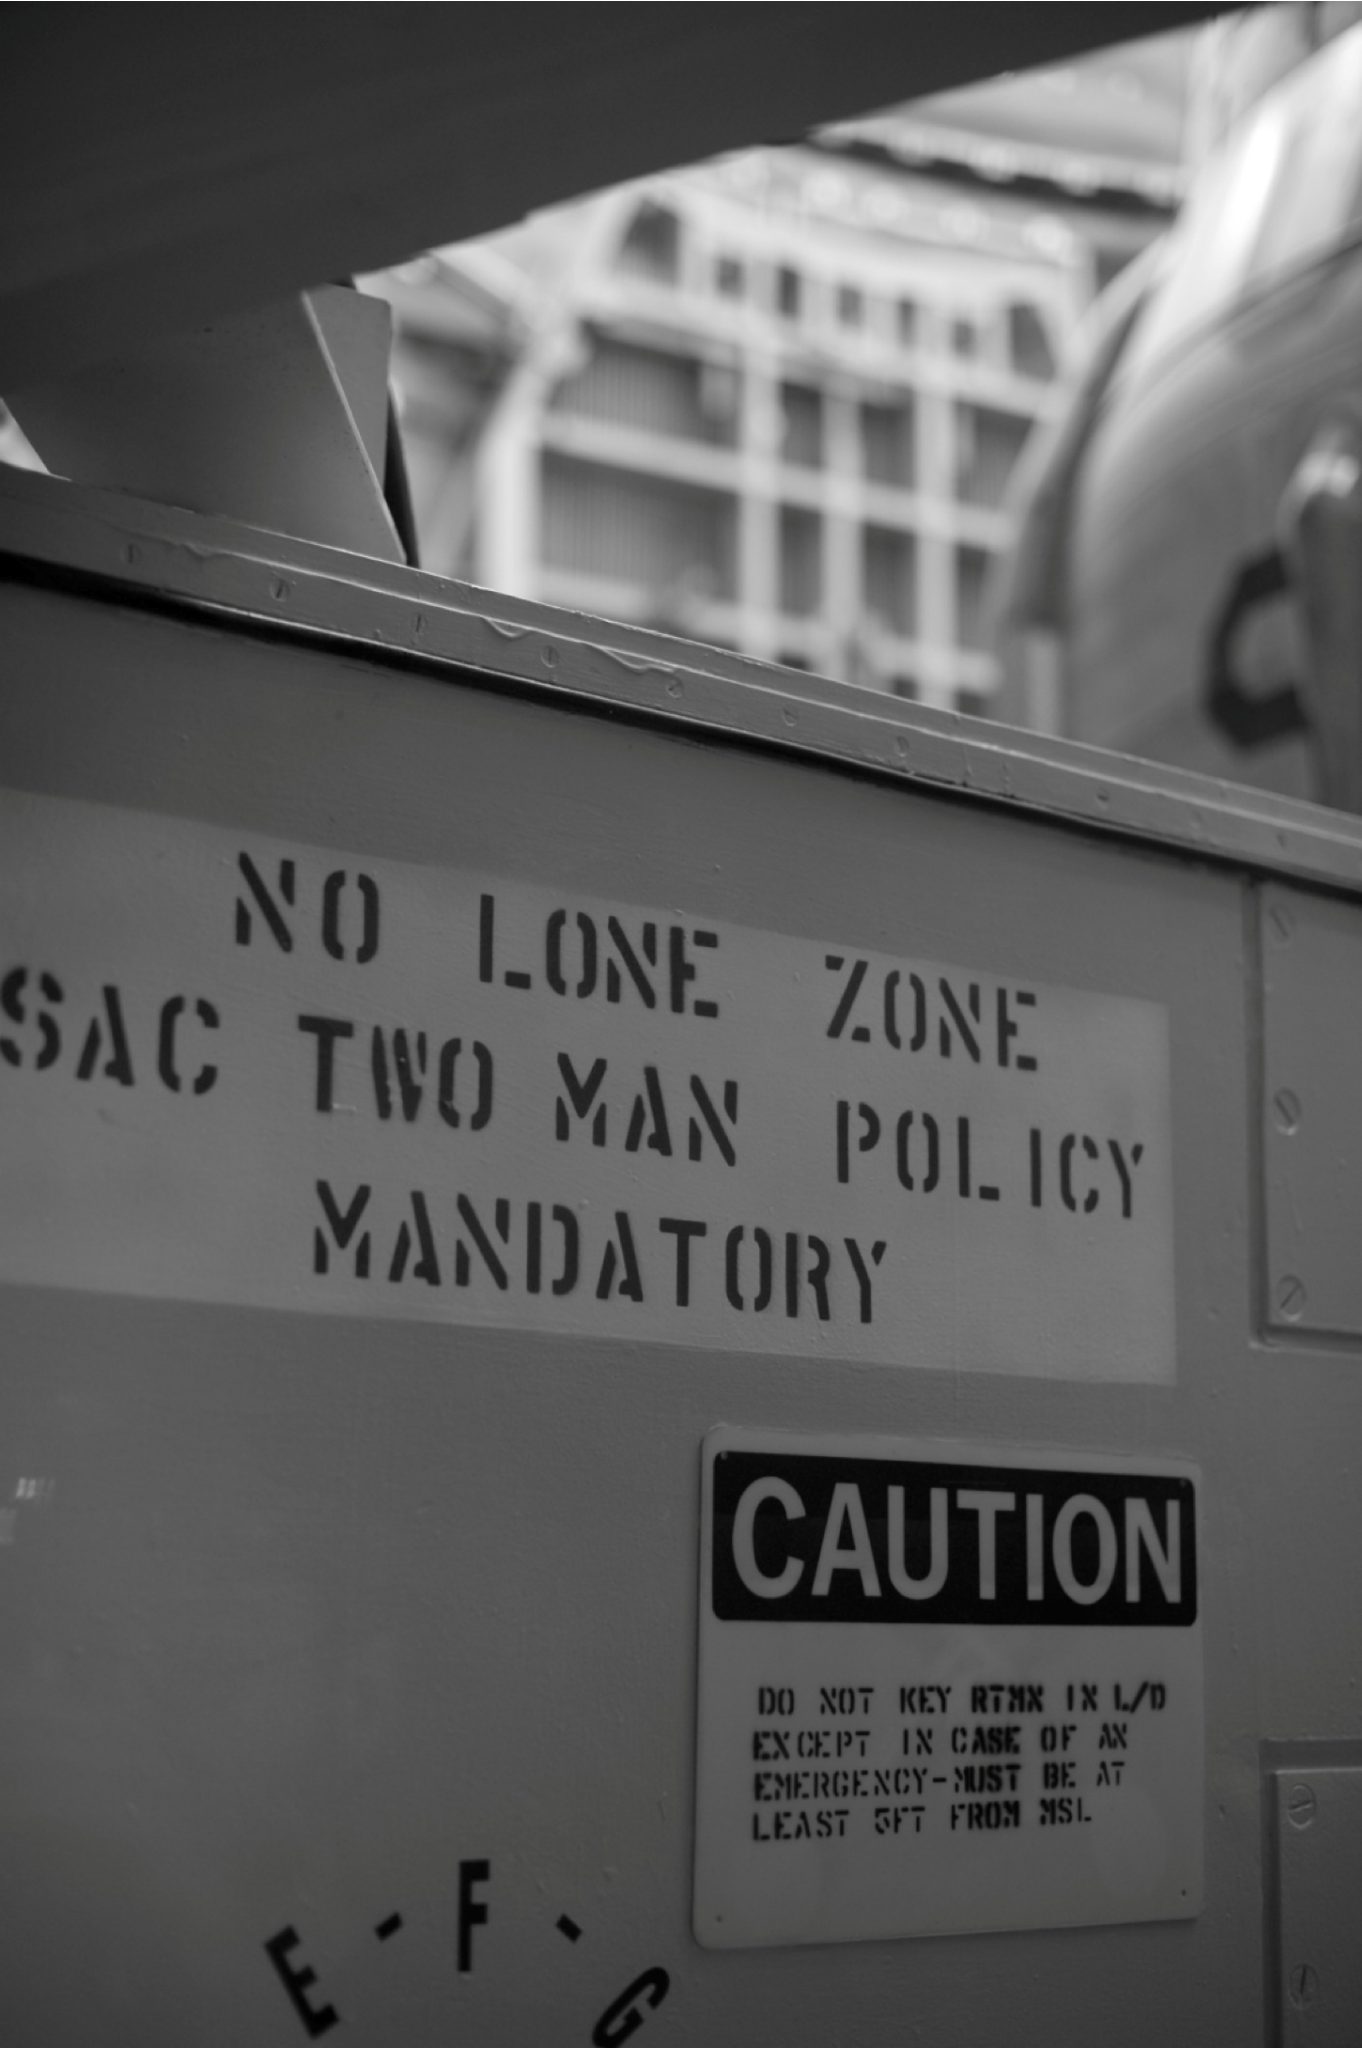 NO LONE ZONE
SAC TWO MAN POLICY
MANDATORY
CAUTION
DO NOT KEY RTMN IN L/D
EXCEPT IN CASE OF AN
EMERGENCY-MUST BE AT
LEAST 5FT FROM MSL
E - F - G